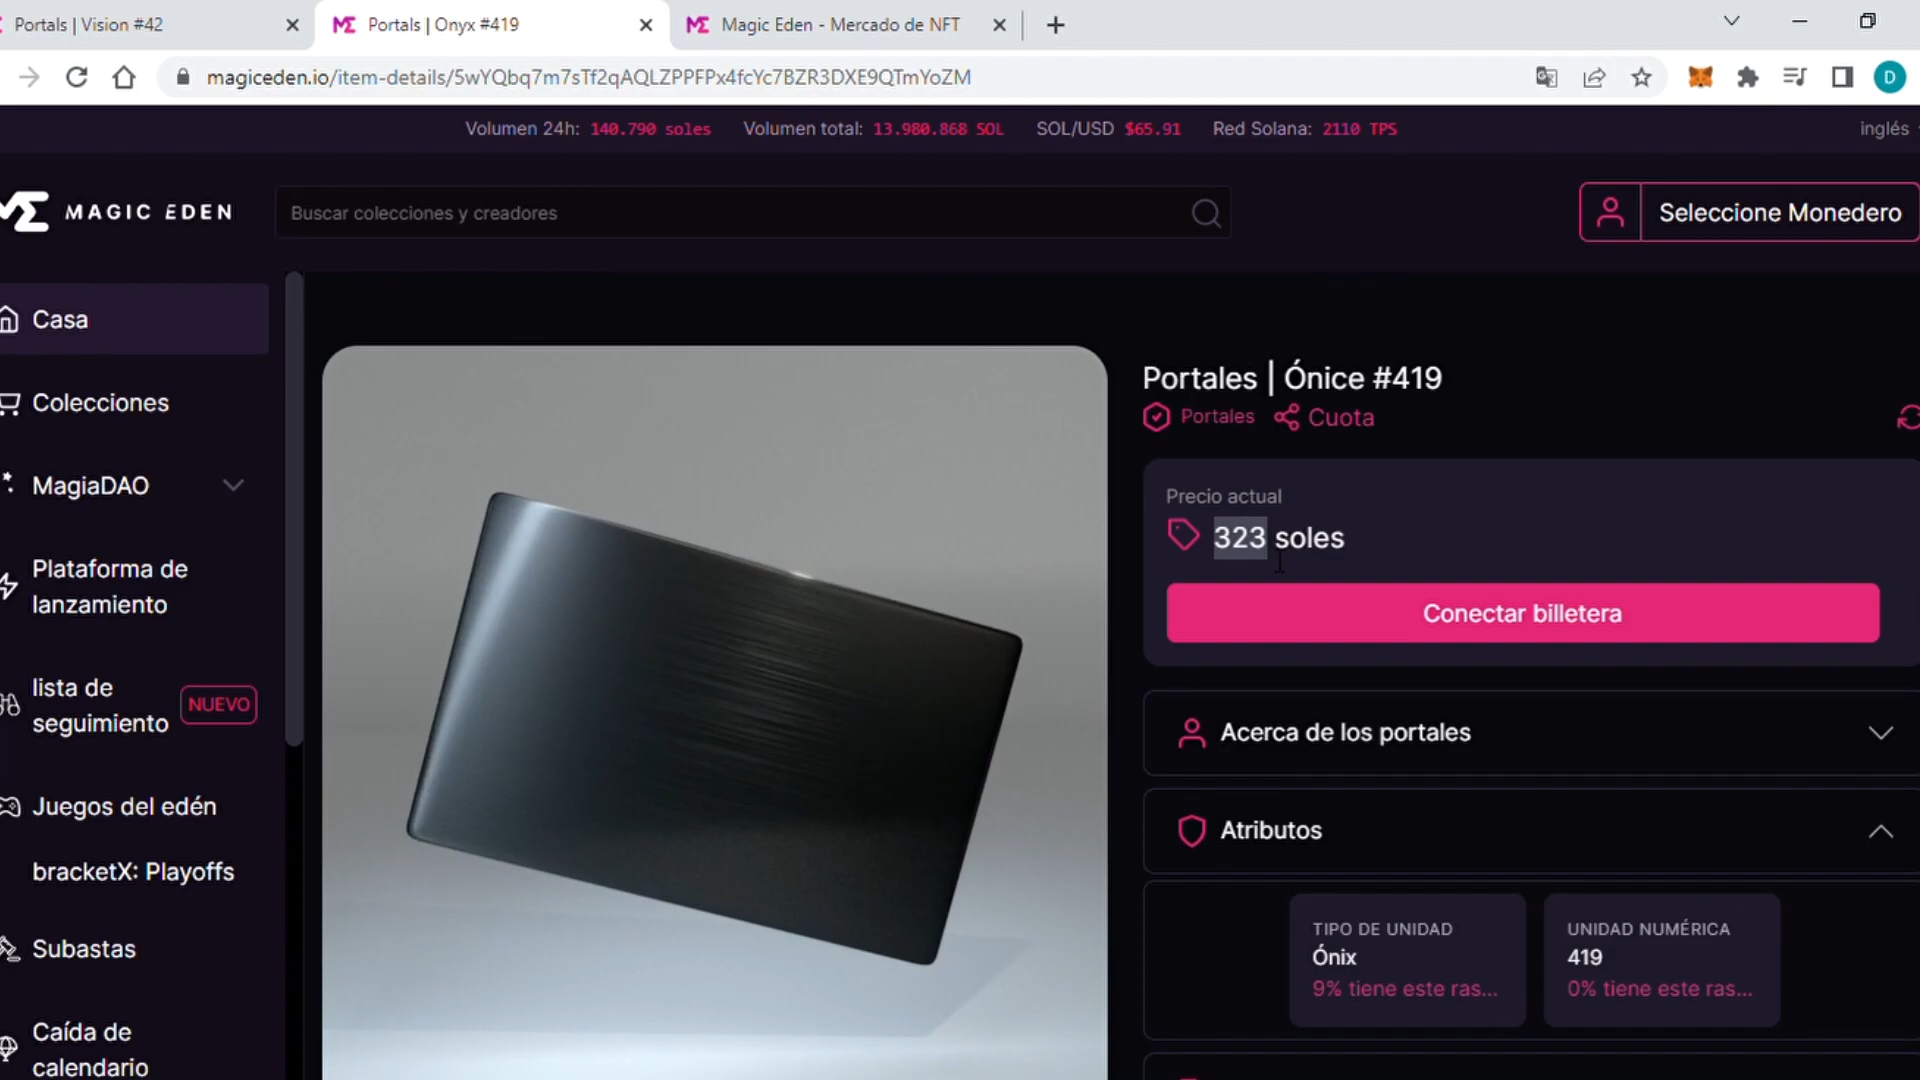 Portals | Vision #42
Portals | Onyx #419
Magic Eden - Mercado de NFT
magiceden.io/item-details/5wYQbq7m7sTf2qAQLZPPFPx4fcYc7BZR3DXE9QTmYoZM
D
Volumen 24h: 140.790 soles Volumen total: 13.980.868 SOL SOL/USD $65.91 Red Solana: 2110 TPS
inglés
MAGIC EDEN
Buscar colecciones y creadores
Seleccione Monedero
Casa
Colecciones
MagiaDAO
Plataforma de
lanzamiento
lista de
seguimiento
NUEVO
Juegos del edén
bracketX: Playoffs
Subastas
Caída de
calendario
Portales | Ónice #419
Portales Cuota
Precio actual
323 soles
Conectar billetera
Acerca de los portales
Atributos
TIPO DE UNIDAD
Ónix
9% tiene este ras...
UNIDAD NUMÉRICA
419
0% tiene este ras...